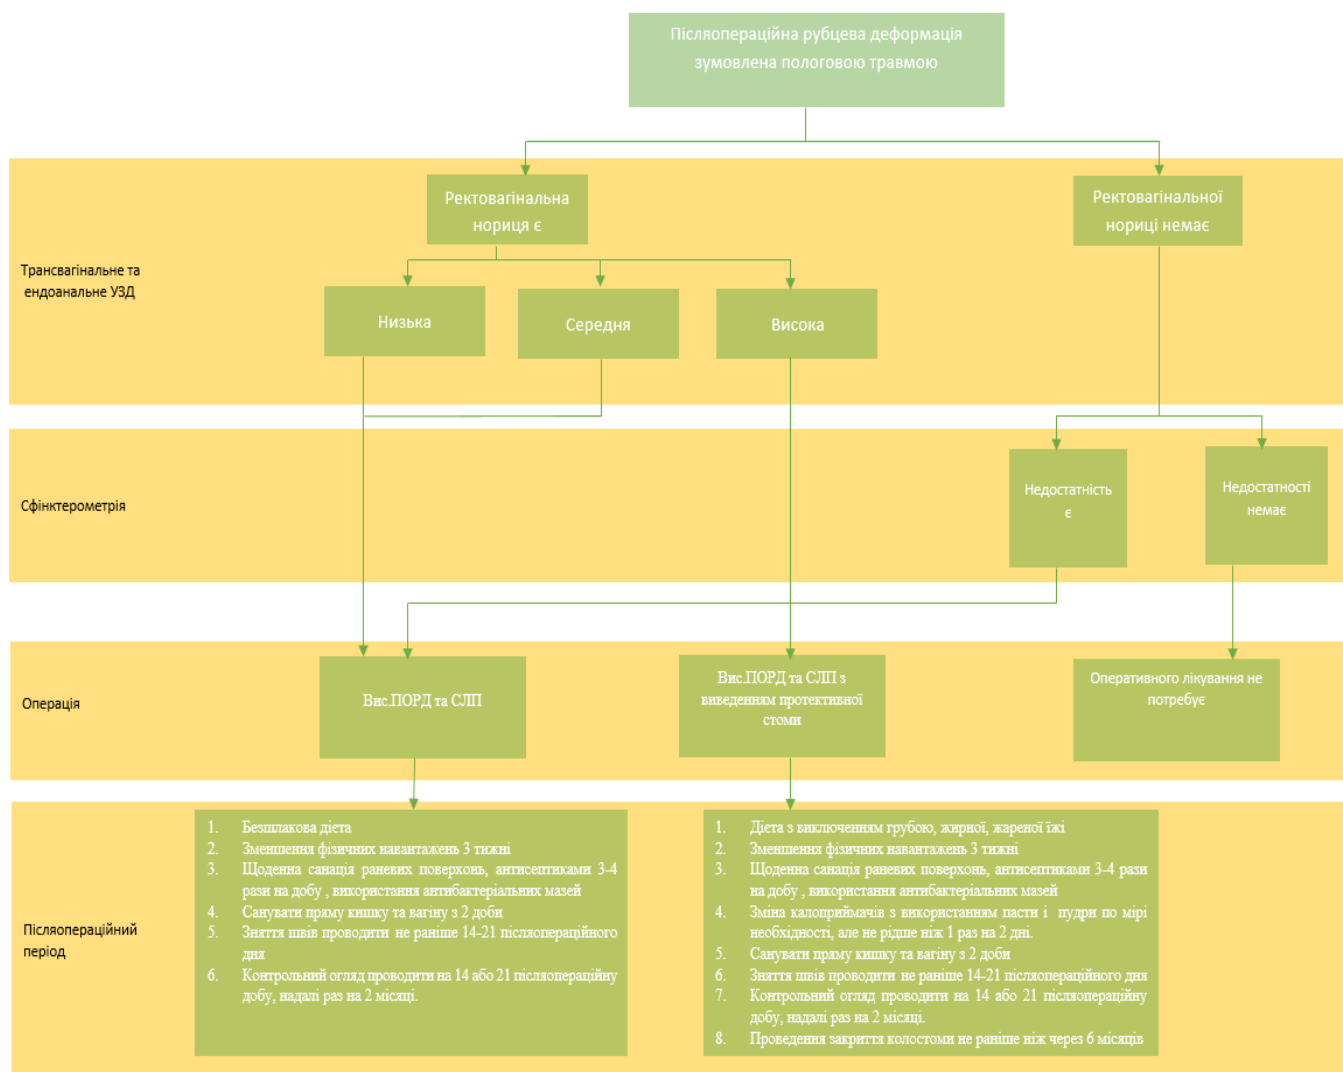 Післяопераційна рубцева деформація
зумовлена пологовою травмою
Ректовагінальна
нориця є
Ректовагінальної
нориці немає
Трансвагінальне та
ендоанальне УЗД
Низька
Середня
Висока
Сфінктерометрія
Недостатність
є
Недостатності
немає
Операція
Вис.ПОРД та СЛП
Вис.ПОРД та СЛП з
виведенням протективної
стоми
Оперативного лікування не
потребує
Післяопераційний
період
1. Безшлакова дієта
2. Зменшення фізичних навантажень 3 тижні
3. Щоденна санація раневих поверхонь, антисептиками 3-4
рази на добу , використання антибактеріальних мазей
4. Санувати пряму кишку та вагіну з 2 доби
5. Зняття швів проводити не раніше 14-21 післяопераційного
дня
6. Контрольний огляд проводити на 14 або 21 післяопераційну
добу, надалі раз на 2 місяці.
1. Дієта з виключенням грубою, жирної, жареної їжі
2. Зменшення фізичних навантажень 3 тижні
3. Щоденна санація раневих поверхонь, антисептиками 3-4 рази
на добу , використання антибактеріальних мазей
4. Зміна калоприймачів з використанням пасти і пудри по мірі
необхідності, але не рідше ніж 1 раз на 2 дні.
5. Санувати пряму кишку та вагіну з 2 доби
6. Зняття швів проводити не раніше 14-21 післяопераційного дня
7. Контрольний огляд проводити на 14 або 21 післяопераційну
добу, надалі раз на 2 місяці.
8. Проведення закриття колостоми не раніше ніж через 6 місяців